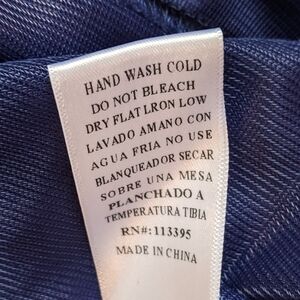 HAND WASH COLD
DO NOT BLEACH
DRY FLAT LRON LOW
LAVADO AMANO CON
AGUA FRIA NO USE
BLANQUEADOR SECAR
SOBRE UNA MESA
PLANCHADO A
TEMPERATURA TIBIA
RN#:113395
MADE IN CHINA